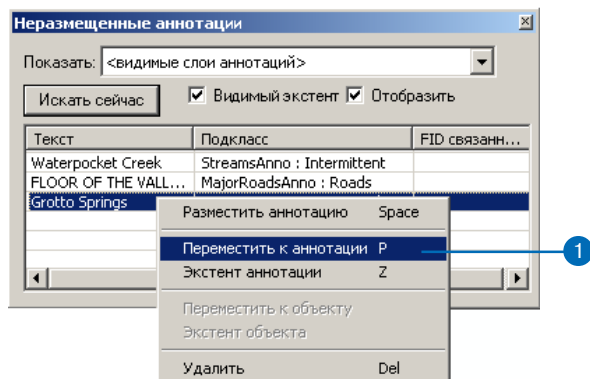 Неразмещенные аннотации
Показать: <видимые слои аннотаций>
Искать сейчас Видимый экстент Отобразить
Текст Подкласс FID связанн...
Waterpocket Creek StreamsAnno : Intermittent
FLOOR OF THE VALL... MajorRoadsAnno : Roads
Grotto Springs
Разместить аннотацию Space
Переместить к аннотации P 1
Экстент аннотации Z
Переместить к объекту
Экстент объекта
Удалить Del